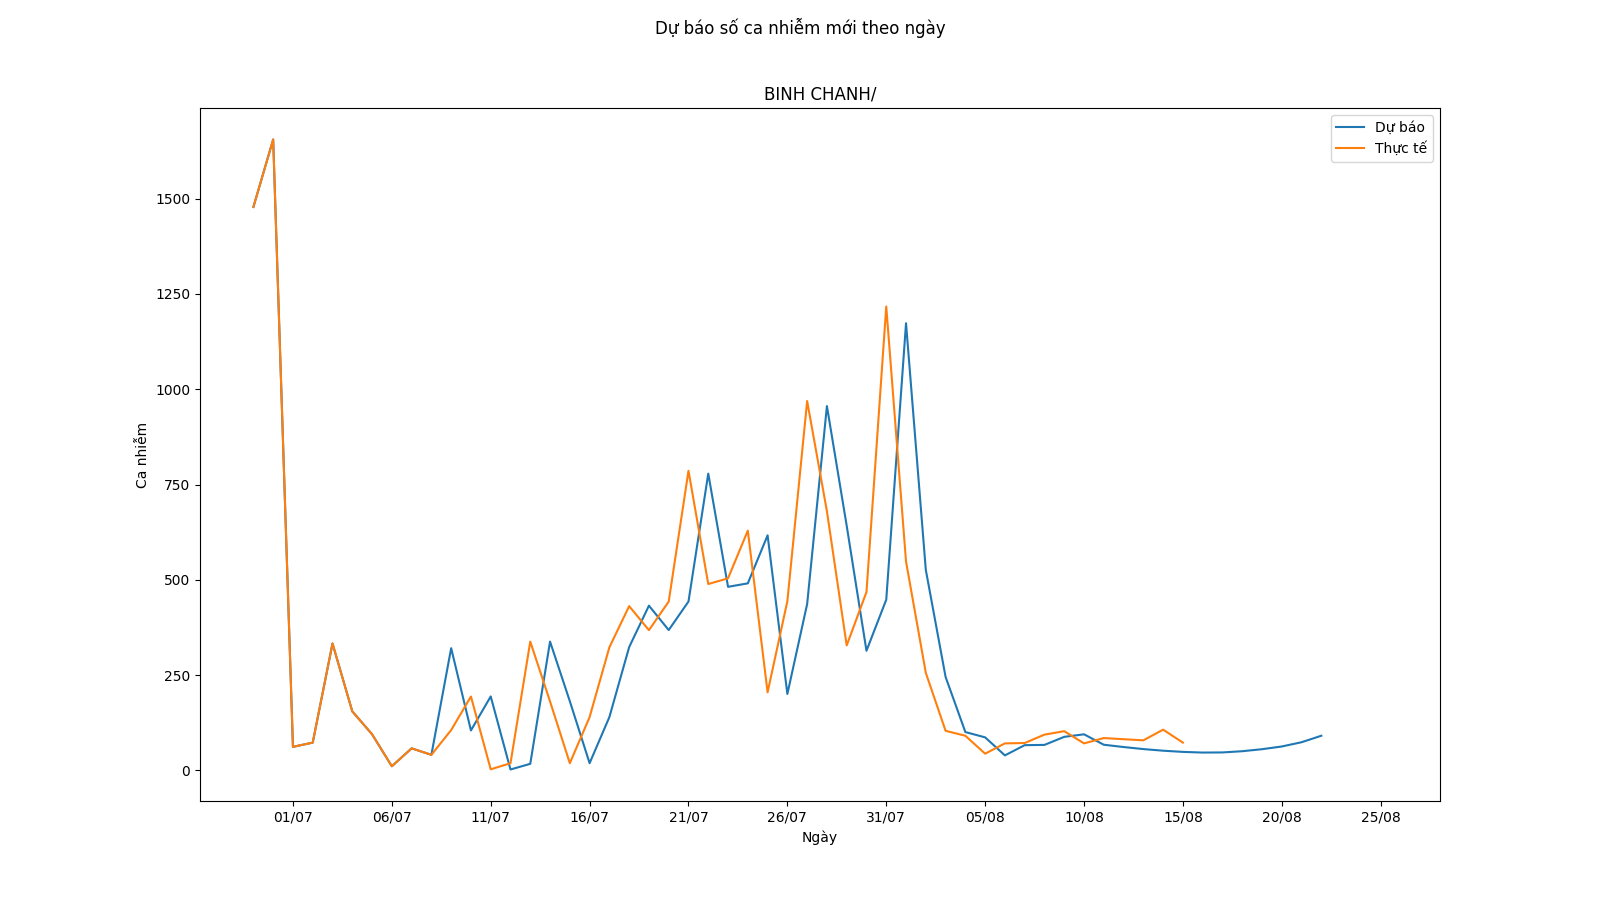 Dự báo số ca nhiễm mới theo ngày
BINH CHANH/
Dự báo
Thực tế
1500
1250
1000
750
500
250
0
Ca nhiễm
01/07 06/07 11/07 16/07 21/07 26/07 31/07 05/08 10/08 15/08 20/08 25/08
Ngày